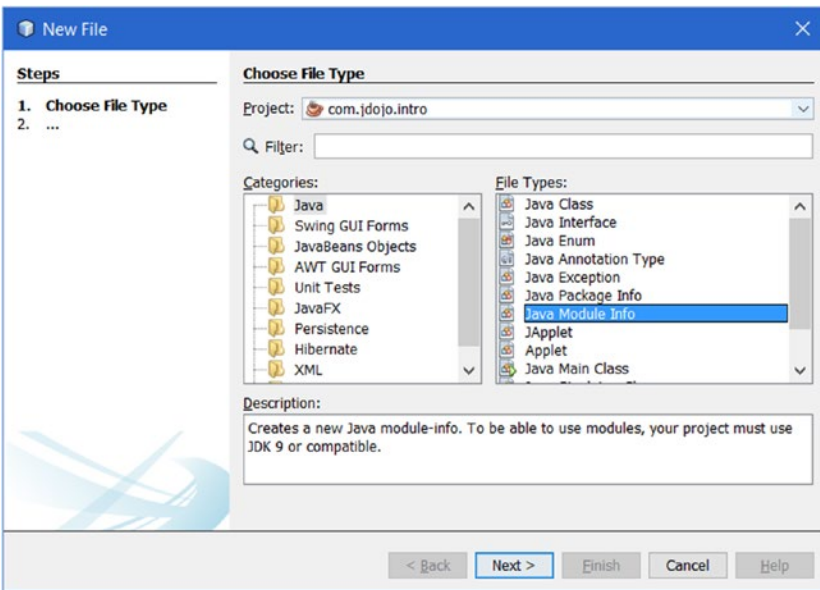 New File
Steps
1. Choose File Type
2. ...
Choose File Type
Project: com.jdojo.intro
Filter:
Categories:
Java
Swing GUI Forms
JavaBeans Objects
AWT GUI Forms
Unit Tests
JavaFX
Persistence
Hibernate
XML
File Types:
Java Class
Java Interface
Java Enum
Java Annotation Type
Java Exception
Java Package Info
Java Module Info
JApplet
Applet
Java Main Class
Description:
Creates a new Java module-info. To be able to use modules, your project must use
JDK 9 or compatible.
< Back
Next >
Finish
Cancel
Help